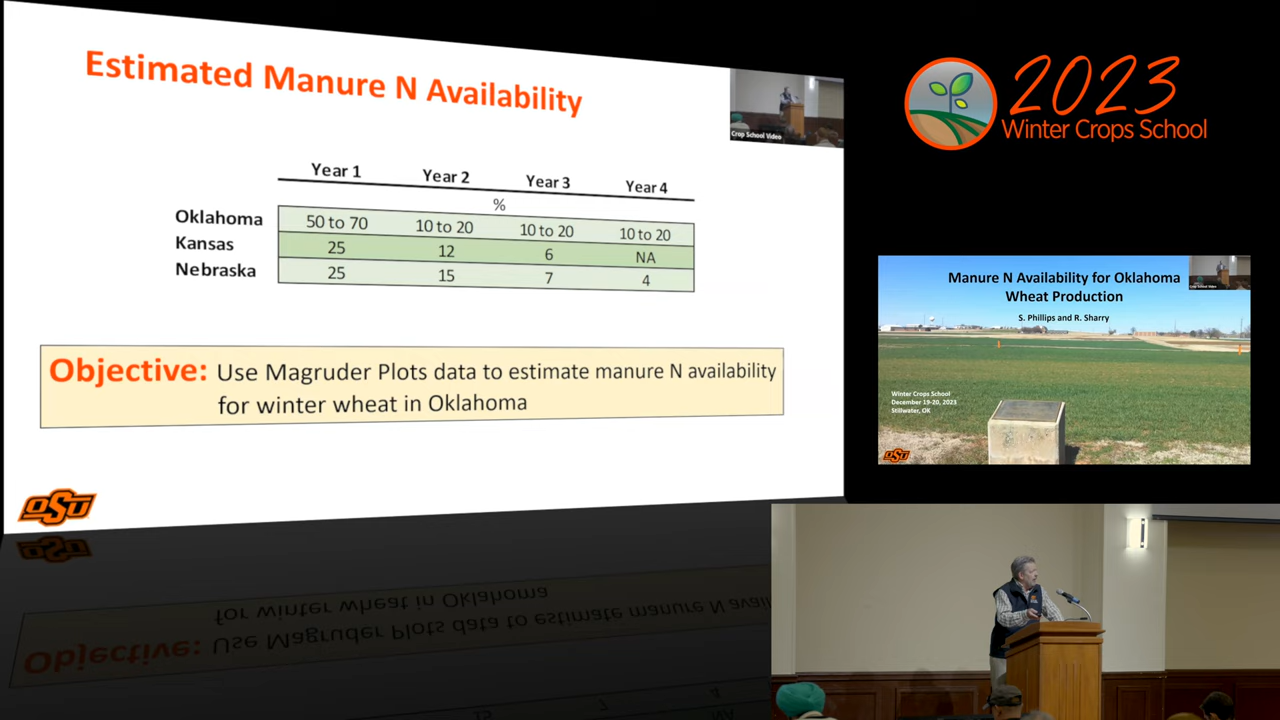 Estimated Manure N Availability
Crop School Video
Year 1 Year 2 Year 3 Year 4
%
Oklahoma 50 to 70 10 to 20 10 to 20 10 to 20
Kansas 25 12 6 NA
Nebraska 25 15 7 4
Objective: Use Magruder Plots data to estimate manure N availability
for winter wheat in Oklahoma
OSU
2023
Winter Crops School
Manure N Availability for Oklahoma
Wheat Production
S. Phillips and R. Sharry
Winter Crops School
December 19-20, 2023
Stillwater, OK
OSU